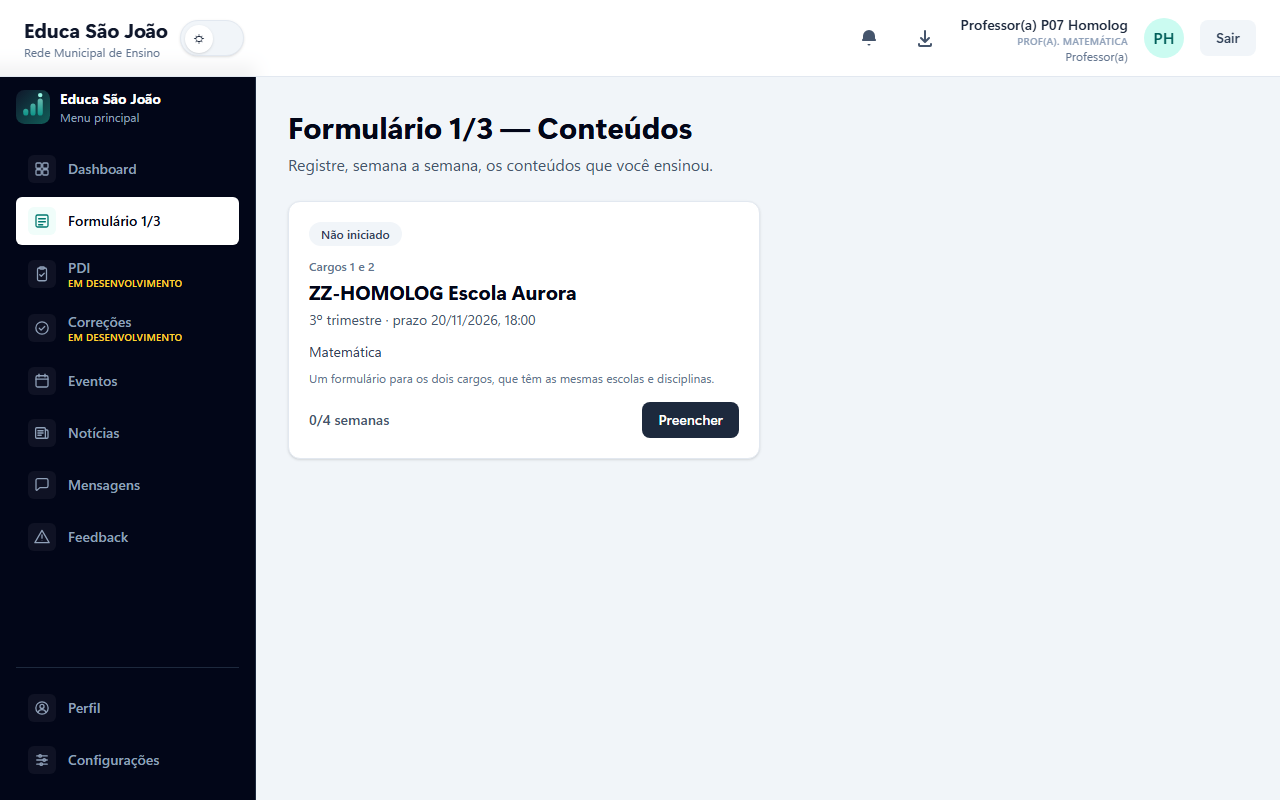 Educa São João
Rede Municipal de Ensino
Professor(a) P07 Homolog
PROF(A). MATEMÁTICA
Professor(a)
PH
Sair
Educa São João
Menu principal
Dashboard
Formulário 1/3
PDI
EM DESENVOLVIMENTO
Correções
EM DESENVOLVIMENTO
Eventos
Notícias
Mensagens
Feedback
Perfil
Configurações
Formulário 1/3 — Conteúdos
Registre, semana a semana, os conteúdos que você ensinou.
Não iniciado
Cargos 1 e 2
ZZ-HOMOLOG Escola Aurora
3º trimestre · prazo 20/11/2026, 18:00
Matemática
Um formulário para os dois cargos, que têm as mesmas escolas e disciplinas.
0/4 semanas
Preencher